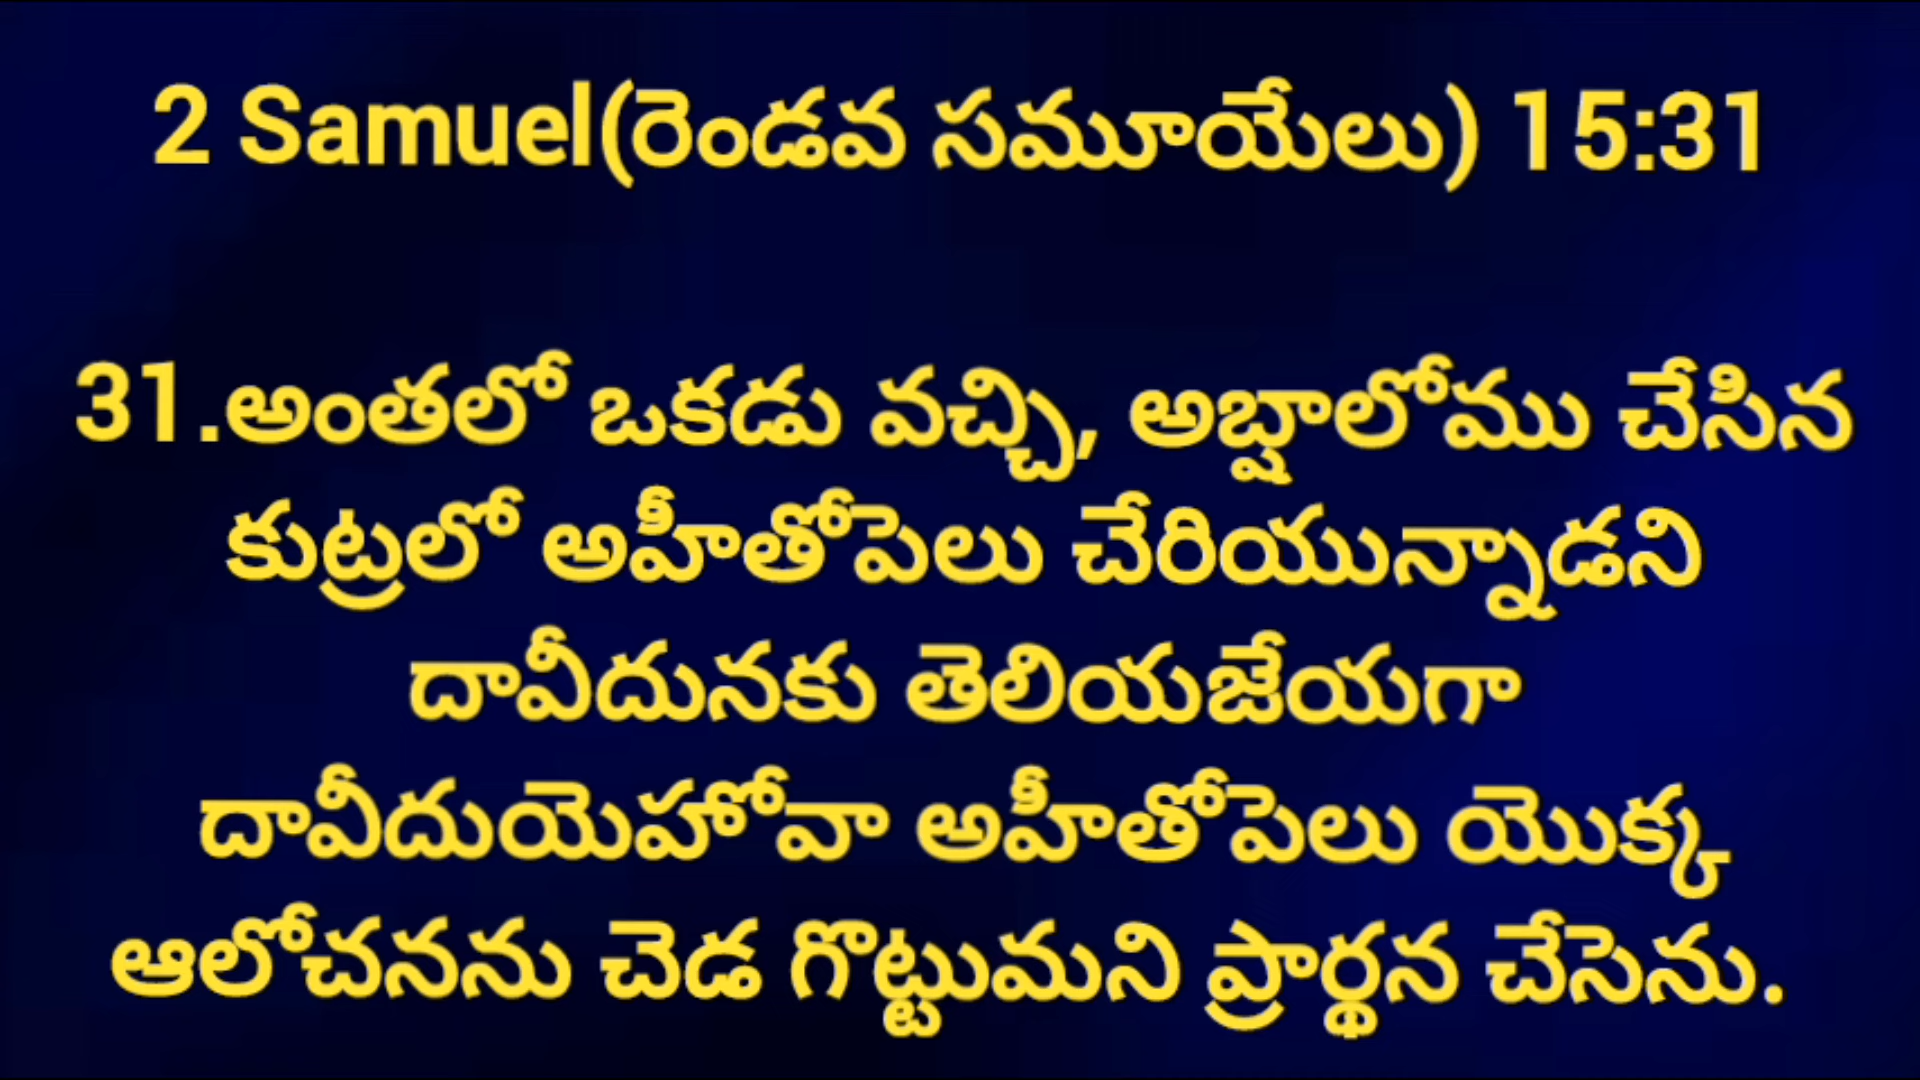 2 Samuel(రెండవ సమూయేలు) 15:31
31.అంతలో ఒకడు వచ్చి, అబ్షాలోము చేసిన
కుట్రలో అహీతోపెలు చేరియున్నాడని
దావీదునకు తెలియజేయగా
దావీదుయెహోవా అహీతోపెలు యొక్క
ఆలోచనను చెడ గొట్టుమని ప్రార్థన చేసెను.